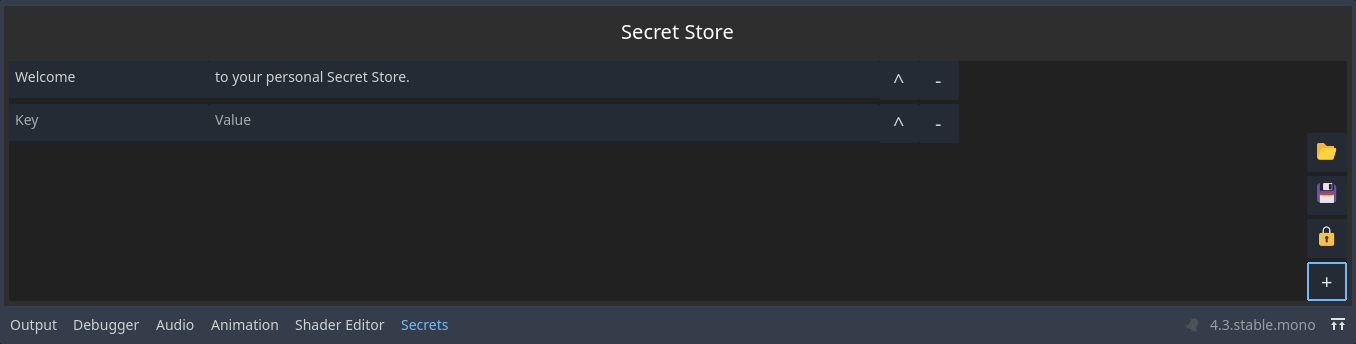 Secret Store
Welcome to your personal Secret Store. ^ -
Key Value ^ -
+
Output Debugger Audio Animation Shader Editor Secrets 4.3.stable.mono